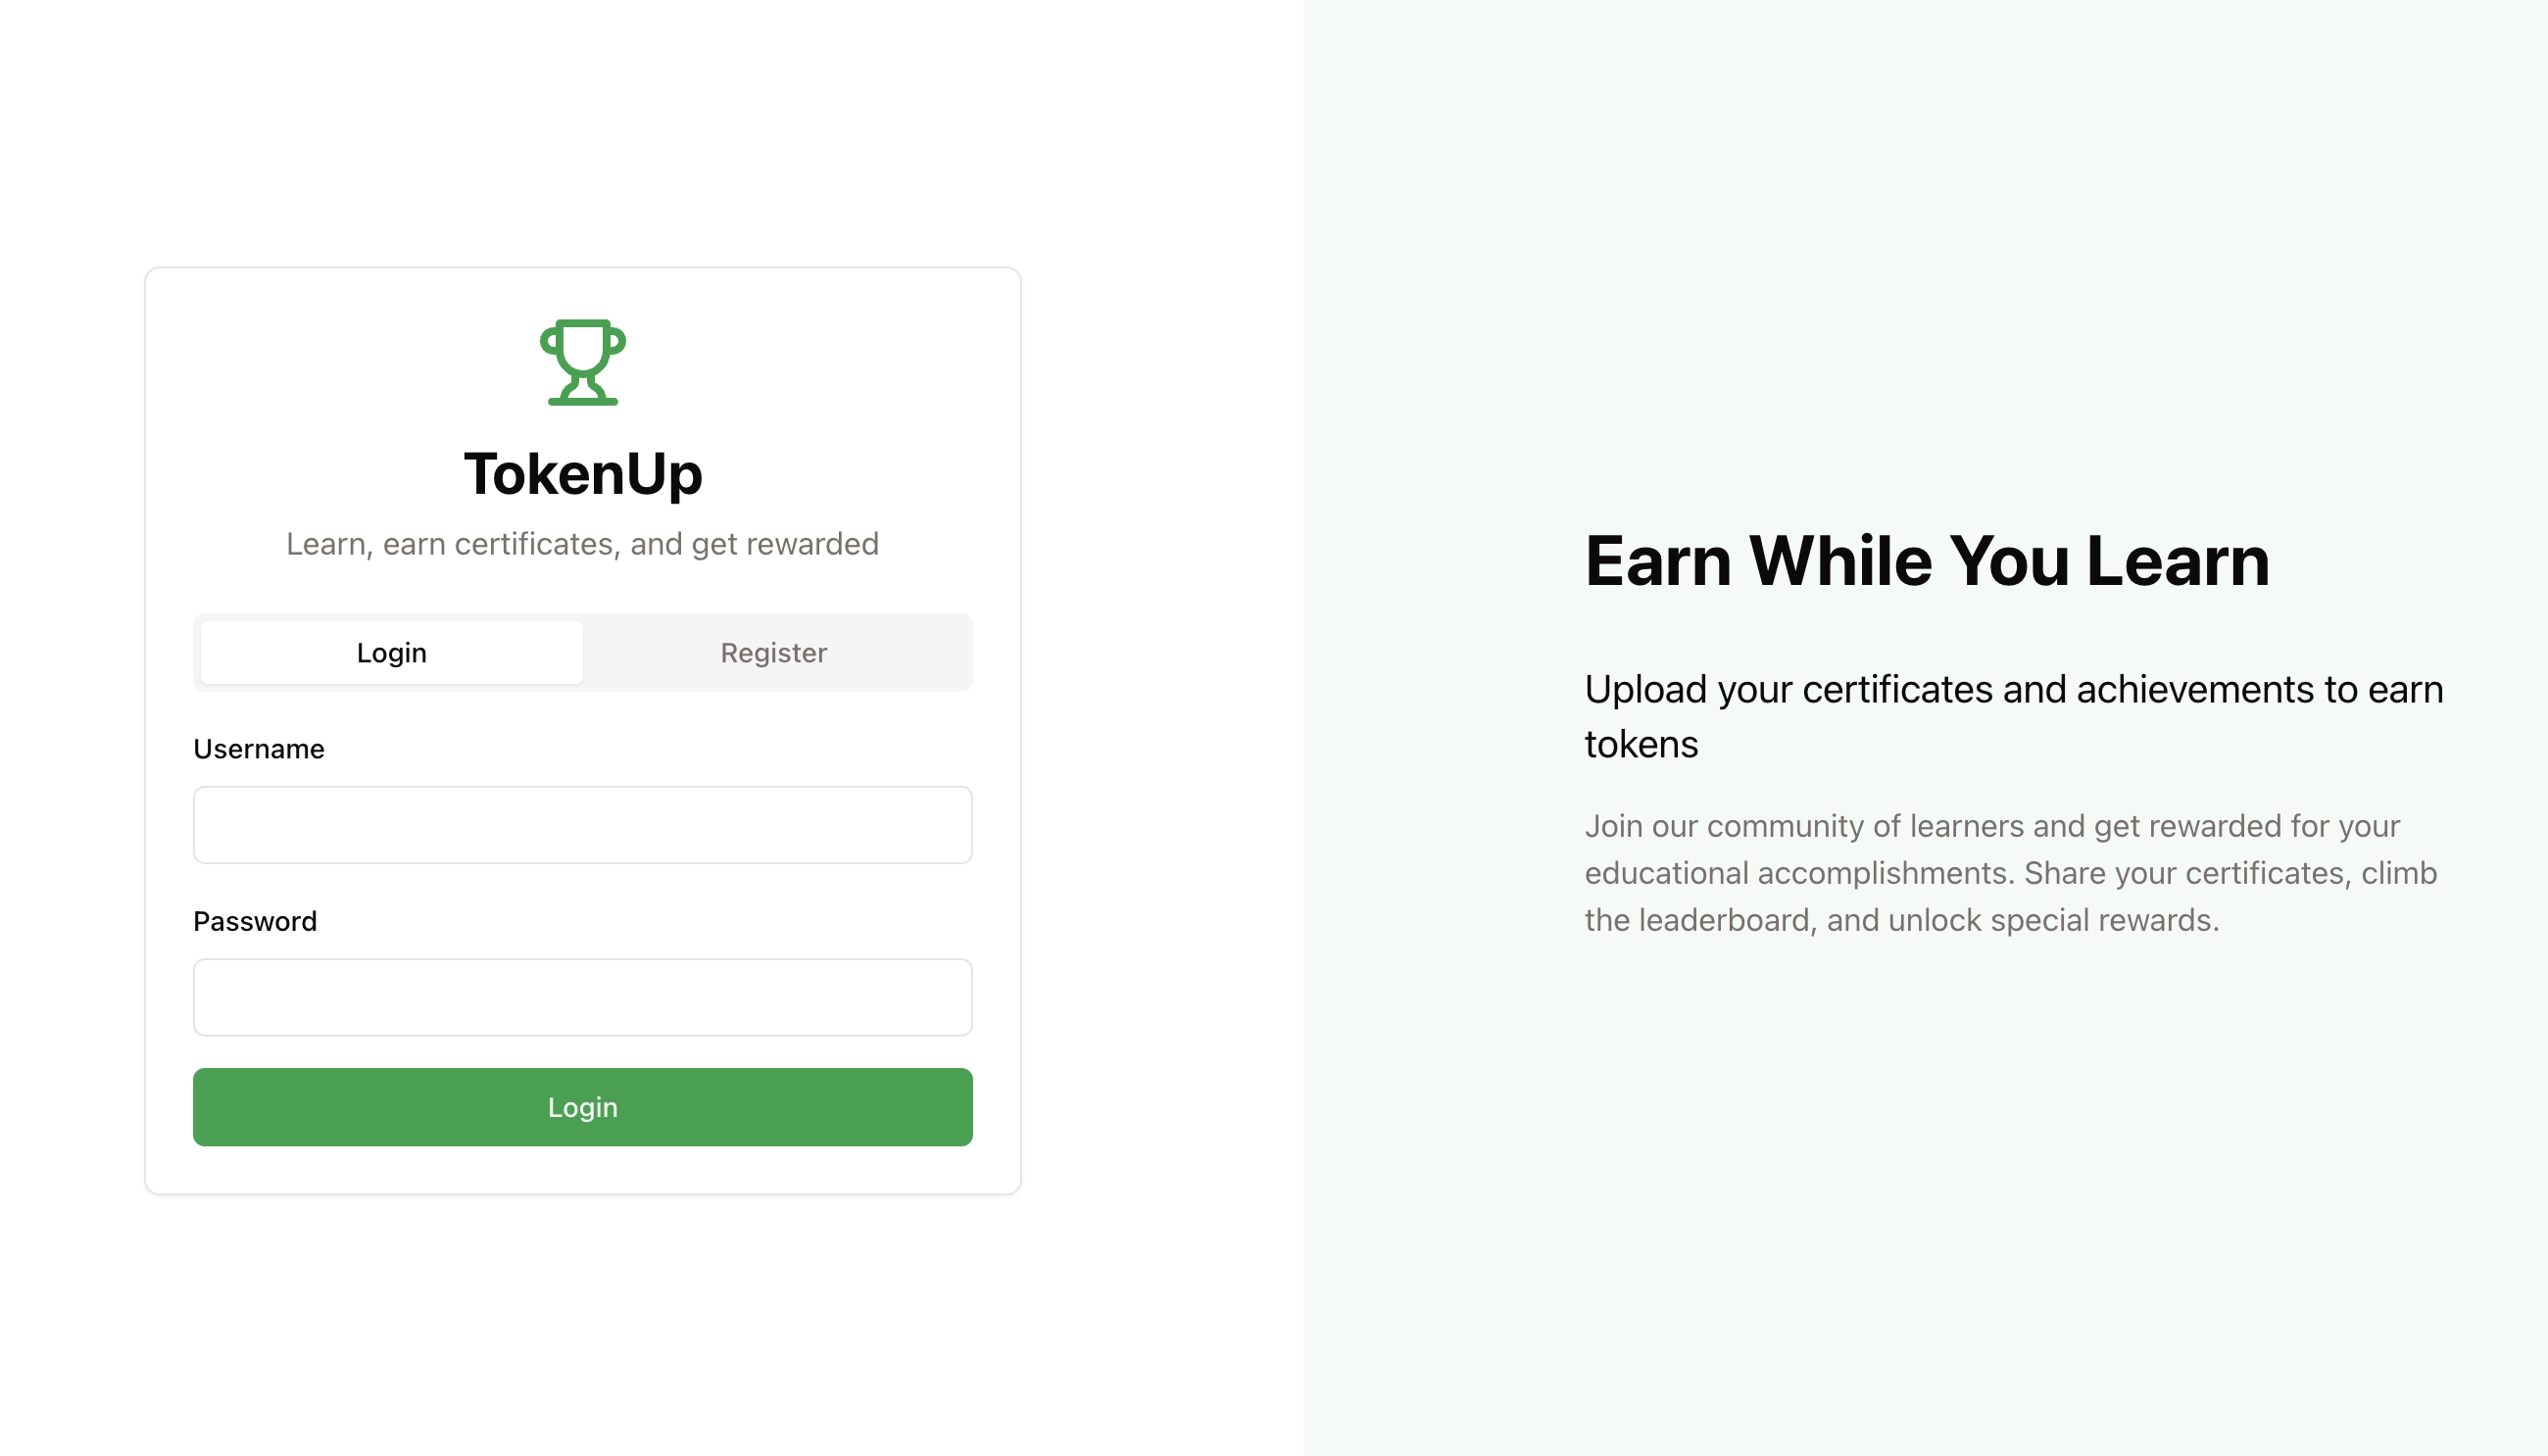 TokenUp
Learn, earn certificates, and get rewarded
Login
Register
Username
Password
Login
Earn While You Learn
Upload your certificates and achievements to earn
tokens
Join our community of learners and get rewarded for your
educational accomplishments. Share your certificates, climb
the leaderboard, and unlock special rewards.